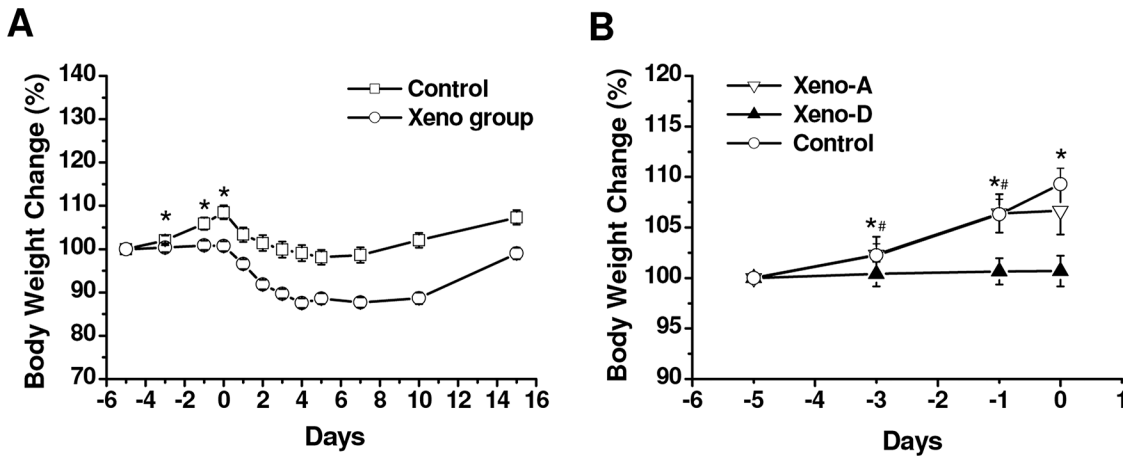 A
Body Weight Change (%)
140
130
120
110
100
90
80
70
Control
Xeno group
*
*
*
-6 -4 -2 0 2 4 6 8 10 12 14 16
Days
B
Body Weight Change (%)
120
115
110
105
100
95
90
Xeno-A
Xeno-D
Control
*#
*#
*
-6 -5 -4 -3 -2 -1 0 1
Days